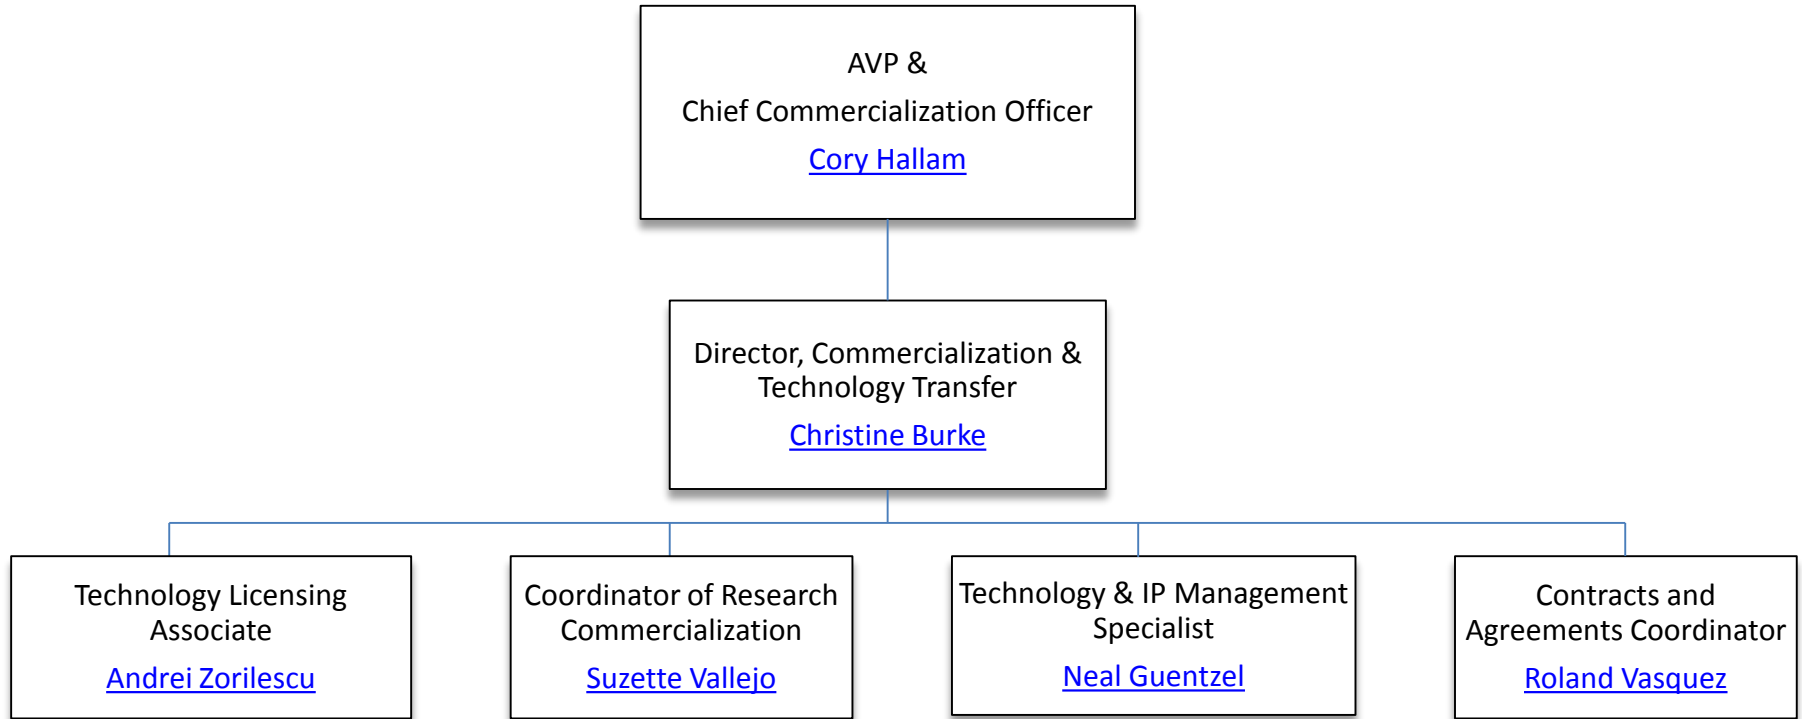 AVP &
Chief Commercialization Officer
Cory Hallam
Director, Commercialization &
Technology Transfer
Christine Burke
Technology Licensing
Associate
Andrei Zorilescu
Coordinator of Research
Commercialization
Suzette Vallejo
Technology & IP Management
Specialist
Neal Guentzel
Contracts and
Agreements Coordinator
Roland Vasquez